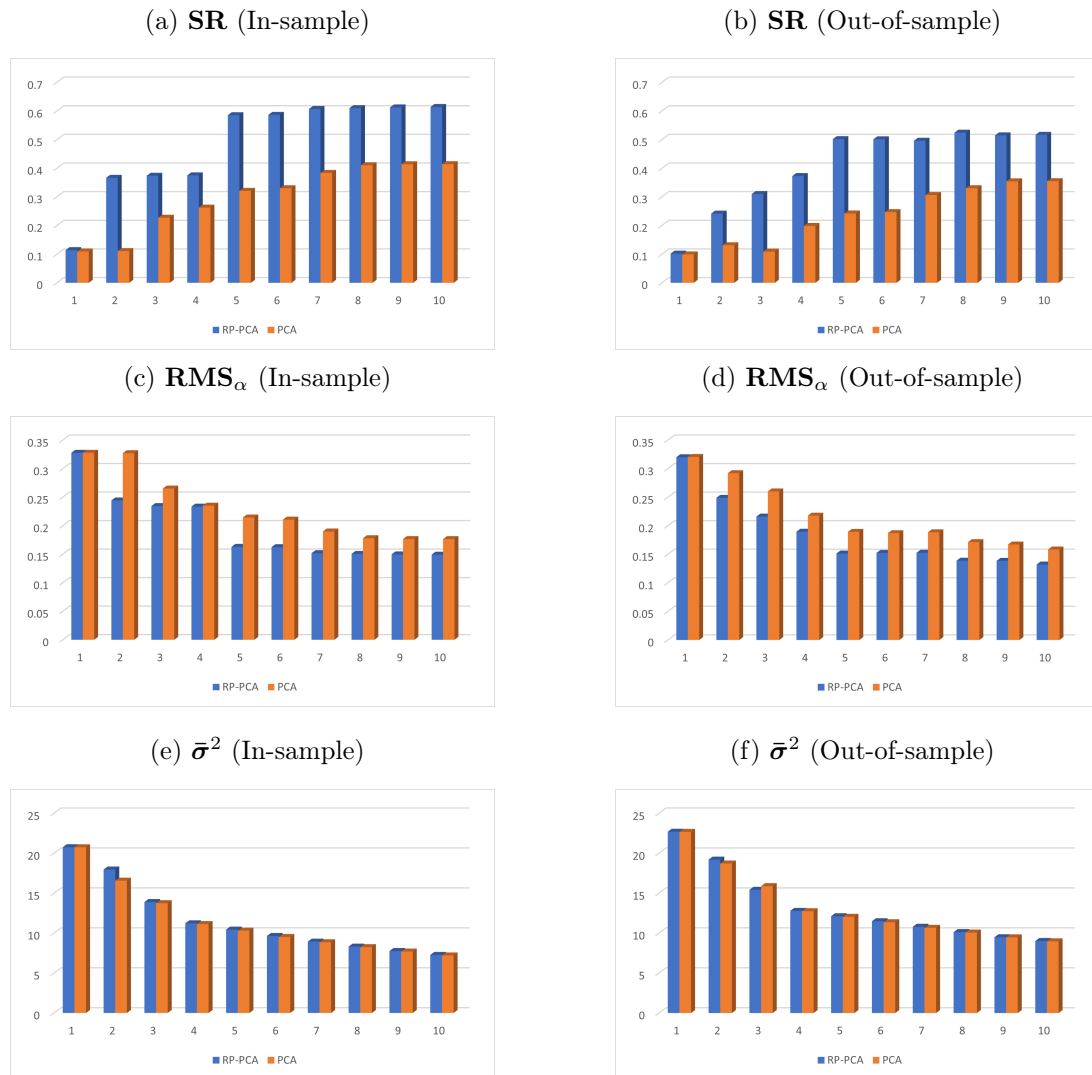 (a) SR (In-sample)
0.7
0.6
0.5
0.4
0.3
0.2
0.1
0
1 2 3 4 5 6 7 8 9 10
RP-PCA PCA
(b) SR (Out-of-sample)
0.7
0.6
0.5
0.4
0.3
0.2
0.1
0
1 2 3 4 5 6 7 8 9 10
RP-PCA PCA
(c) RMS_α (In-sample)
0.35
0.3
0.25
0.2
0.15
0.1
0.05
0
1 2 3 4 5 6 7 8 9 10
RP-PCA PCA
(d) RMS_α (Out-of-sample)
0.35
0.3
0.25
0.2
0.15
0.1
0.05
0
1 2 3 4 5 6 7 8 9 10
RP-PCA PCA
(e) σ̄² (In-sample)
25
20
15
10
5
0
1 2 3 4 5 6 7 8 9 10
RP-PCA PCA
(f) σ̄² (Out-of-sample)
25
20
15
10
5
0
1 2 3 4 5 6 7 8 9 10
RP-PCA PCA